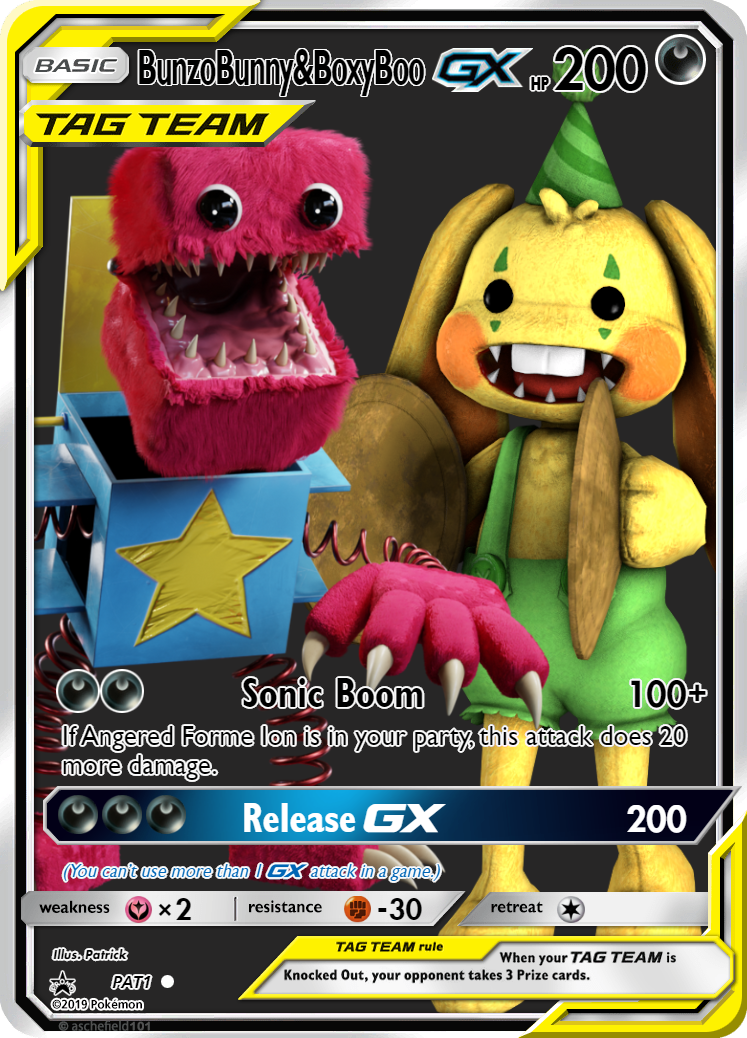 BASIC BunzoBunny&BoxyBoo GX HP 200
TAG TEAM
Sonic Boom 100+
If Angered Forme Ion is in your party, this attack does 20
more damage.
Release GX 200
(You can't use more than 1 GX attack in a game.)
weakness ×2 resistance -30 retreat
Illus. Patrick
PAT1
©2019 Pokémon
TAG TEAM rule When your TAG TEAM is
Knocked Out, your opponent takes 3 Prize cards.
© aschefield101